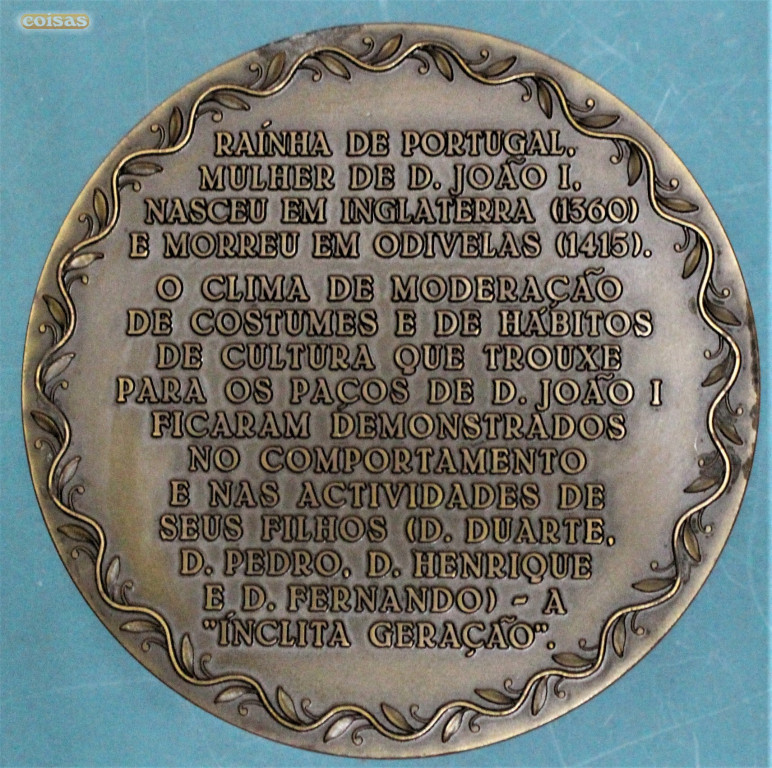 coisas
RAÍNHA DE PORTUGAL,
MULHER DE D. JOÃO I,
NASCEU EM INGLATERRA (1360)
E MORREU EM ODIVELAS (1415).
O CLIMA DE MODERAÇÃO
DE COSTUMES E DE HÁBITOS
DE CULTURA QUE TROUXE
PARA OS PAÇOS DE D. JOÃO I
FICARAM DEMONSTRADOS
NO COMPORTAMENTO
E NAS ACTIVIDADES DE
SEUS FILHOS (D. DUARTE,
D. PEDRO, D. HENRIQUE
E D. FERNANDO) - A
"ÍNCLITA GERAÇÃO".